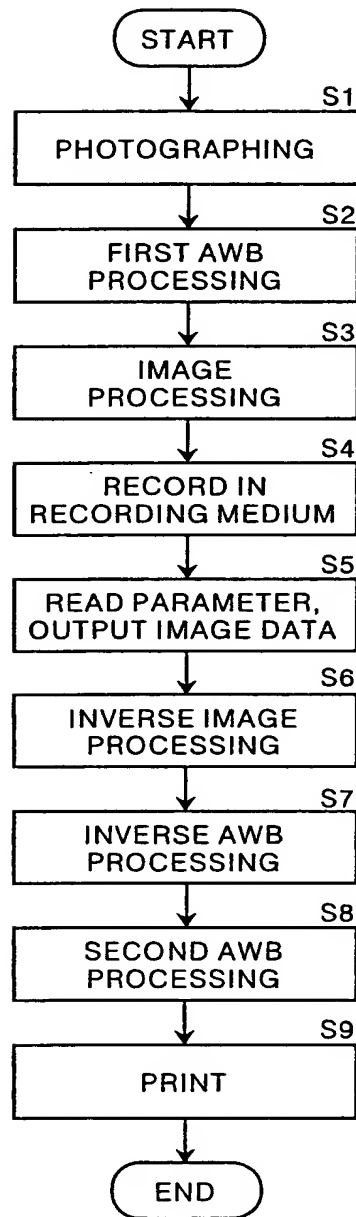 START
S1
PHOTOGRAPHING
S2
FIRST AWB
PROCESSING
S3
IMAGE
PROCESSING
S4
RECORD IN
RECORDING MEDIUM
S5
READ PARAMETER,
OUTPUT IMAGE DATA
S6
INVERSE IMAGE
PROCESSING
S7
INVERSE AWB
PROCESSING
S8
SECOND AWB
PROCESSING
S9
PRINT
END